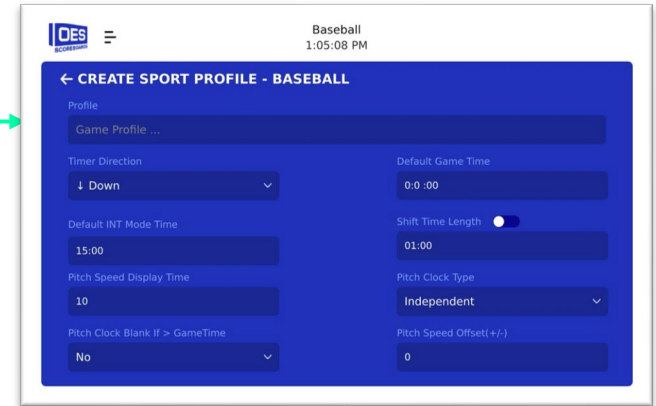 OES
SCOREBOARDS
Baseball
1:05:08 PM
← CREATE SPORT PROFILE - BASEBALL
Profile
Game Profile ...
Timer Direction
Default Game Time
↓ Down
0:0 :00
Default INT Mode Time
Shift Time Length
15:00
01:00
Pitch Speed Display Time
Pitch Clock Type
10
Independent
Pitch Clock Blank If > GameTime
Pitch Speed Offset(+/-)
No
0